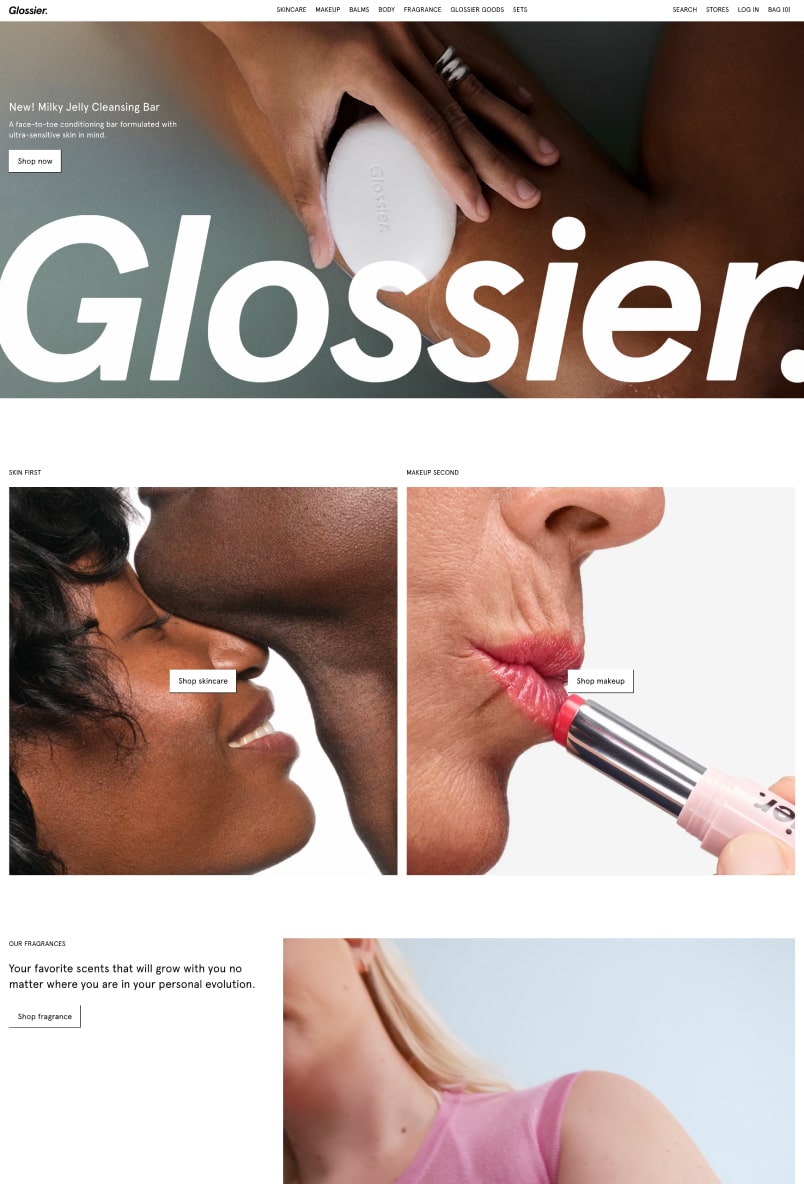 Glossier.
SKINCARE MAKEUP BALMS BODY FRAGRANCE GLOSSIER GOODS SETS
SEARCH STORES LOG IN BAG (0)
New! Milky Jelly Cleansing Bar
A face-to-toe conditioning bar formulated with
ultra-sensitive skin in mind.
Shop now
Glossier.
Glossier.
SKIN FIRST
MAKEUP SECOND
Shop skincare
Shop makeup
OUR FRAGRANCES
Your favorite scents that will grow with you no
matter where you are in your personal evolution.
Shop fragrance